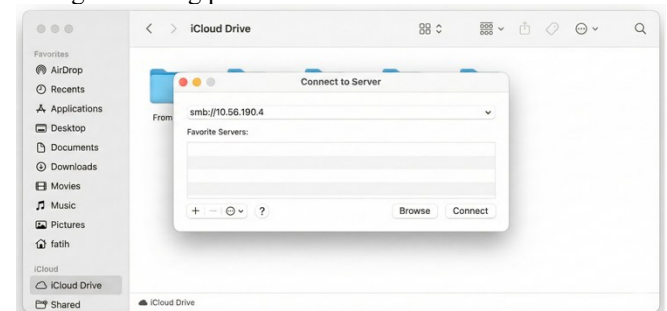 iCloud Drive
Favorites
AirDrop
Recents
Applications
Desktop
Documents
Downloads
Movies
Music
Pictures
fatih
iCloud
iCloud Drive
Shared
From
Connect to Server
smb://10.56.190.4
Favorite Servers:
+ − ?
Browse Connect
iCloud Drive